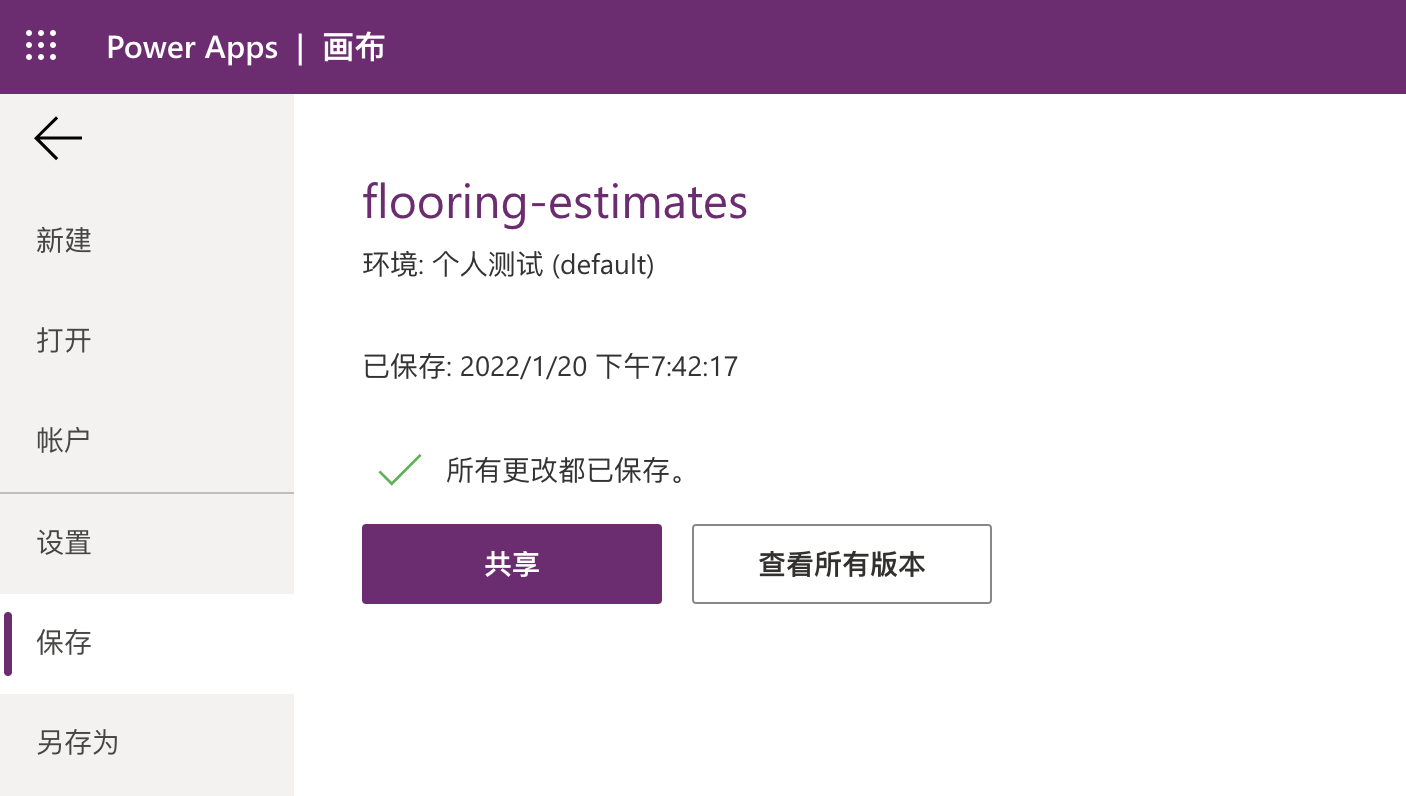 Power Apps | 画布
新建
打开
帐户
设置
保存
另存为
flooring-estimates
环境: 个人测试 (default)
已保存: 2022/1/20 下午7:42:17
所有更改都已保存。
共享
查看所有版本